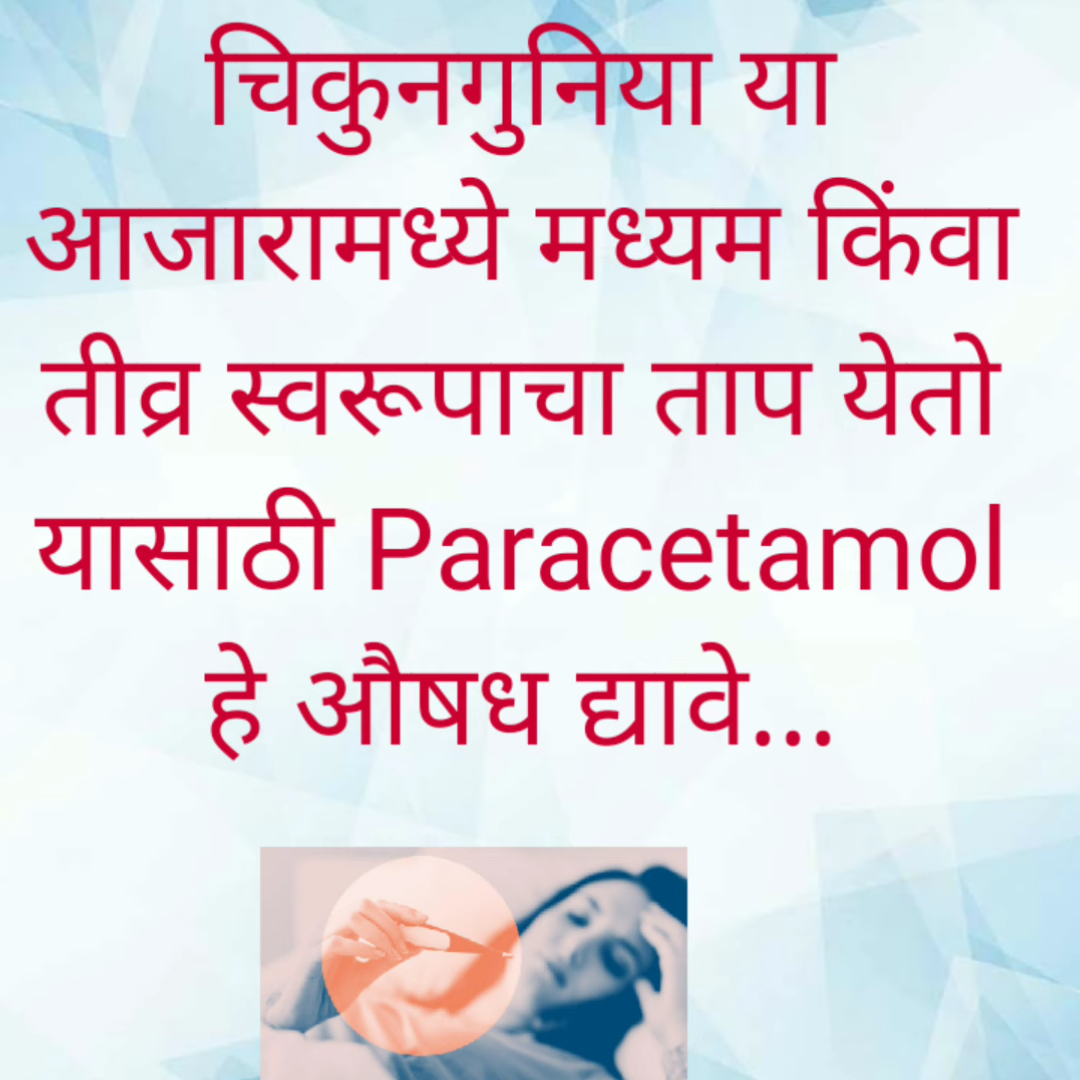 चिकुनगुनिया या
आजारामध्ये मध्यम किंवा
तीव्र स्वरूपाचा ताप येतो
यासाठी Paracetamol
हे औषध द्यावे...